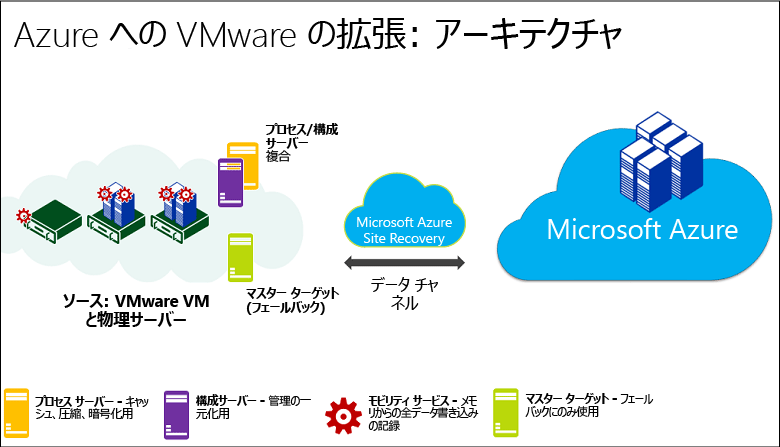 Azure への VMware の拡張: アーキテクチャ
プロセス/構成
サーバー
複合
Microsoft Azure
Site Recovery
Microsoft Azure
データ チャ
ネル
マスター ターゲット
(フェールバック)
ソース: VMware VM
と物理サーバー
プロセス サーバー - キャッ
シュ、圧縮、暗号化用
構成サーバー - 管理の一
元化用
モビリティ サービス - メモ
リからの全データ書き込み
の記録
マスター ターゲット - フェール
バックにのみ使用